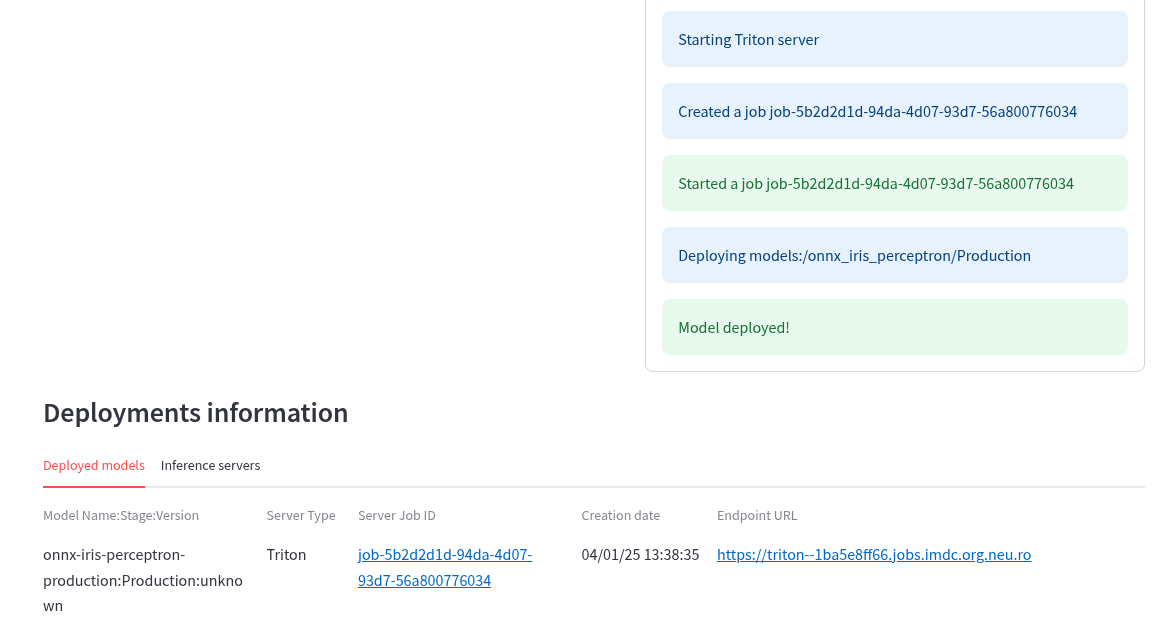 Starting Triton server
Created a job job-5b2d2d1d-94da-4d07-93d7-56a800776034
Started a job job-5b2d2d1d-94da-4d07-93d7-56a800776034
Deploying models:/onnx_iris_perceptron/Production
Model deployed!
Deployments information
Deployed models Inference servers
Model Name:Stage:Version Server Type Server Job ID Creation date Endpoint URL
onnx-iris-perceptron- Triton job-5b2d2d1d-94da-4d07- 04/01/25 13:38:35 https://triton--1ba5e8ff66.jobs.imdc.org.neu.ro
production:Production:unkno 93d7-56a800776034
wn